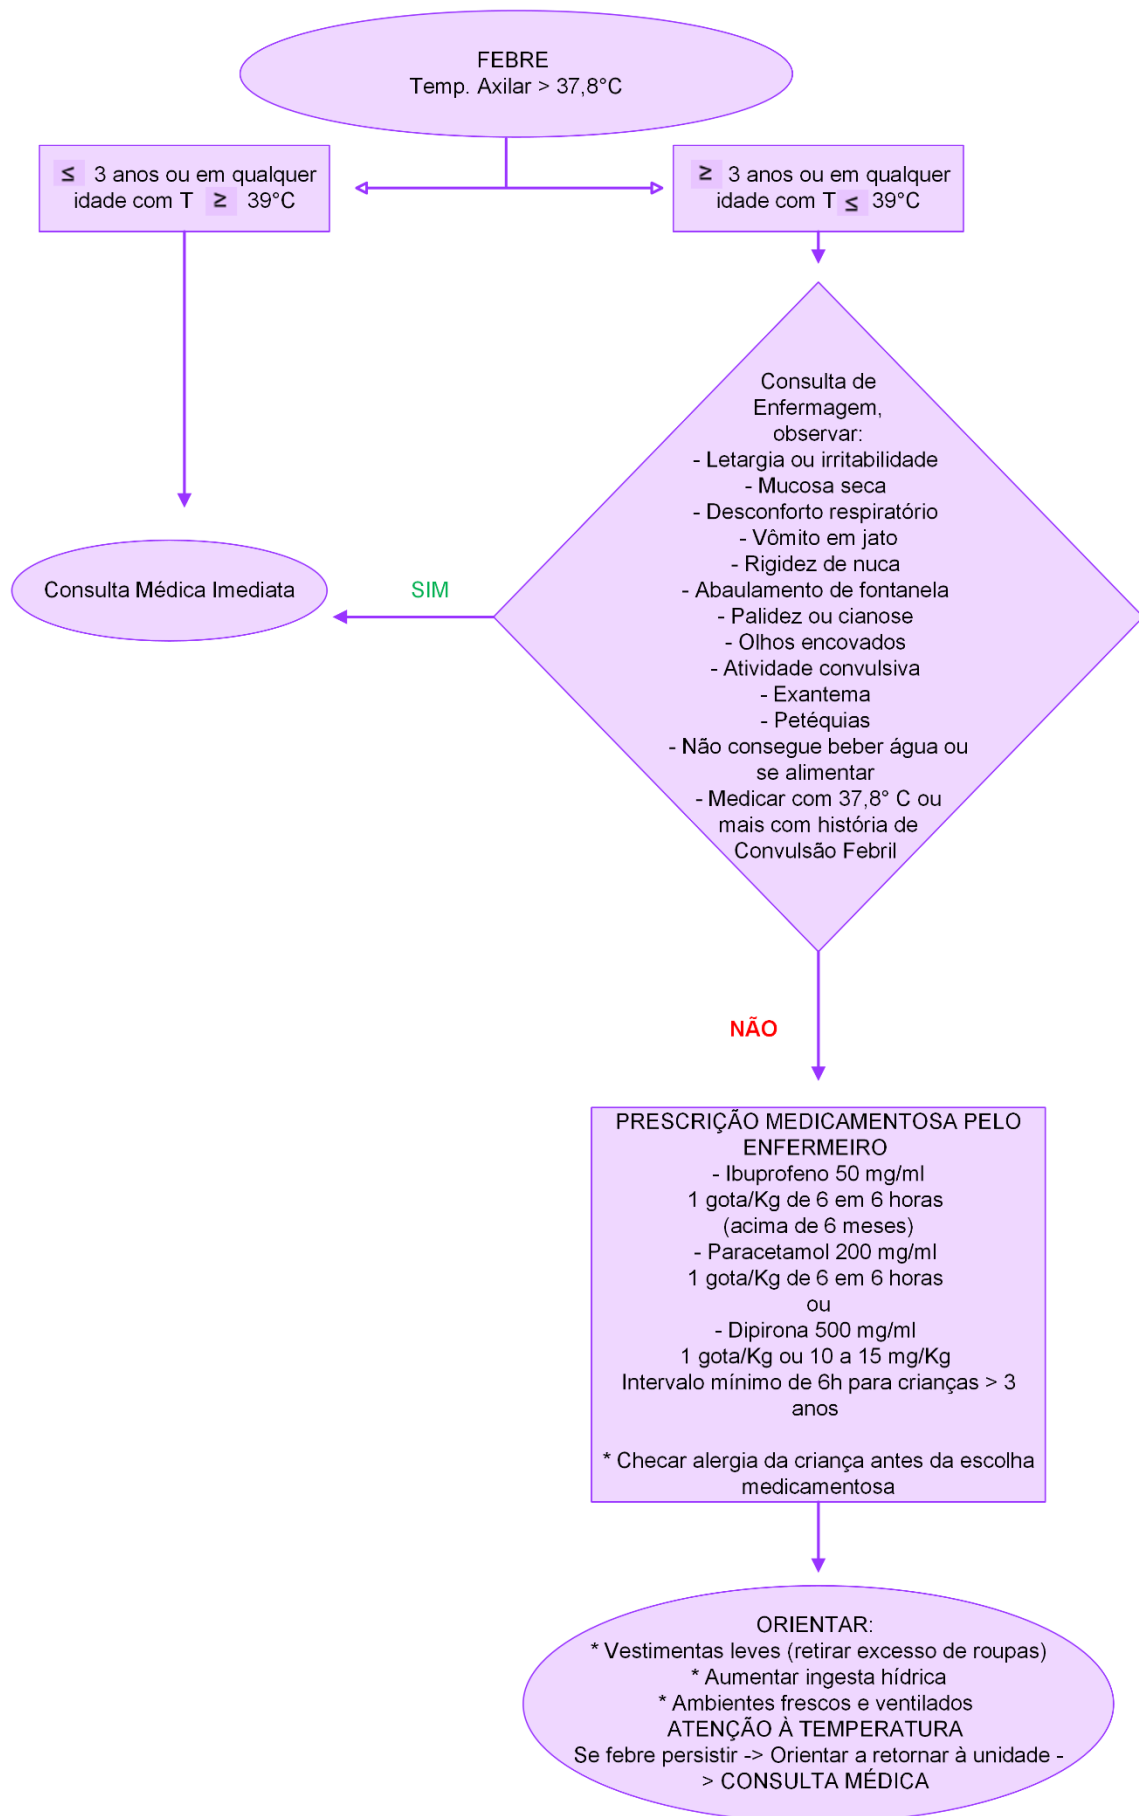 FEBRE
Temp. Axilar > 37,8°C
≤ 3 anos ou em qualquer
idade com T ≥ 39°C
≥ 3 anos ou em qualquer
idade com T ≤ 39°C
Consulta de
Enfermagem,
observar:
- Letargia ou irritabilidade
- Mucosa seca
- Desconforto respiratório
- Vômito em jato
- Rigidez de nuca
- Abaulamento de fontanela
- Palidez ou cianose
- Olhos encovados
- Atividade convulsiva
- Exantema
- Petéquias
- Não consegue beber água ou
se alimentar
- Medicar com 37,8° C ou
mais com história de
Convulsão Febril
SIM
Consulta Médica Imediata
NÃO
PRESCRIÇÃO MEDICAMENTOSA PELO
ENFERMEIRO
- Ibuprofeno 50 mg/ml
1 gota/Kg de 6 em 6 horas
(acima de 6 meses)
- Paracetamol 200 mg/ml
1 gota/Kg de 6 em 6 horas
ou
- Dipirona 500 mg/ml
1 gota/Kg ou 10 a 15 mg/Kg
Intervalo mínimo de 6h para crianças > 3
anos
* Checar alergia da criança antes da escolha
medicamentosa
ORIENTAR:
* Vestimentas leves (retirar excesso de roupas)
* Aumentar ingesta hídrica
* Ambientes frescos e ventilados
ATENÇÃO À TEMPERATURA
Se febre persistir -> Orientar a retornar à unidade -
> CONSULTA MÉDICA